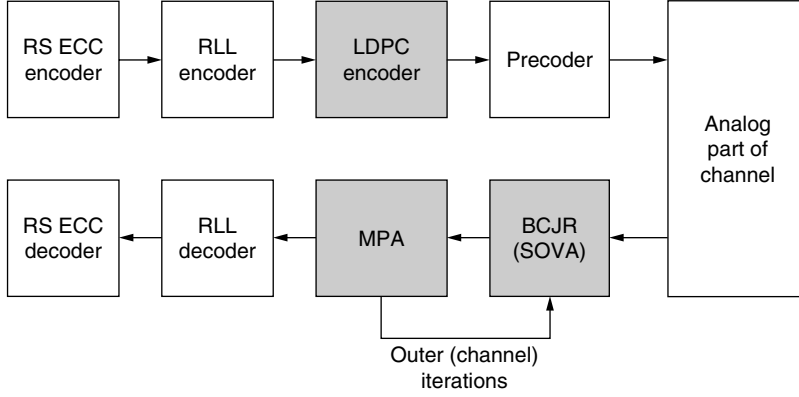 RS ECC
encoder
RLL
encoder
LDPC
encoder
Precoder
Analog
part of
channel
RS ECC
decoder
RLL
decoder
MPA
BCJR
(SOVA)
Outer (channel)
iterations